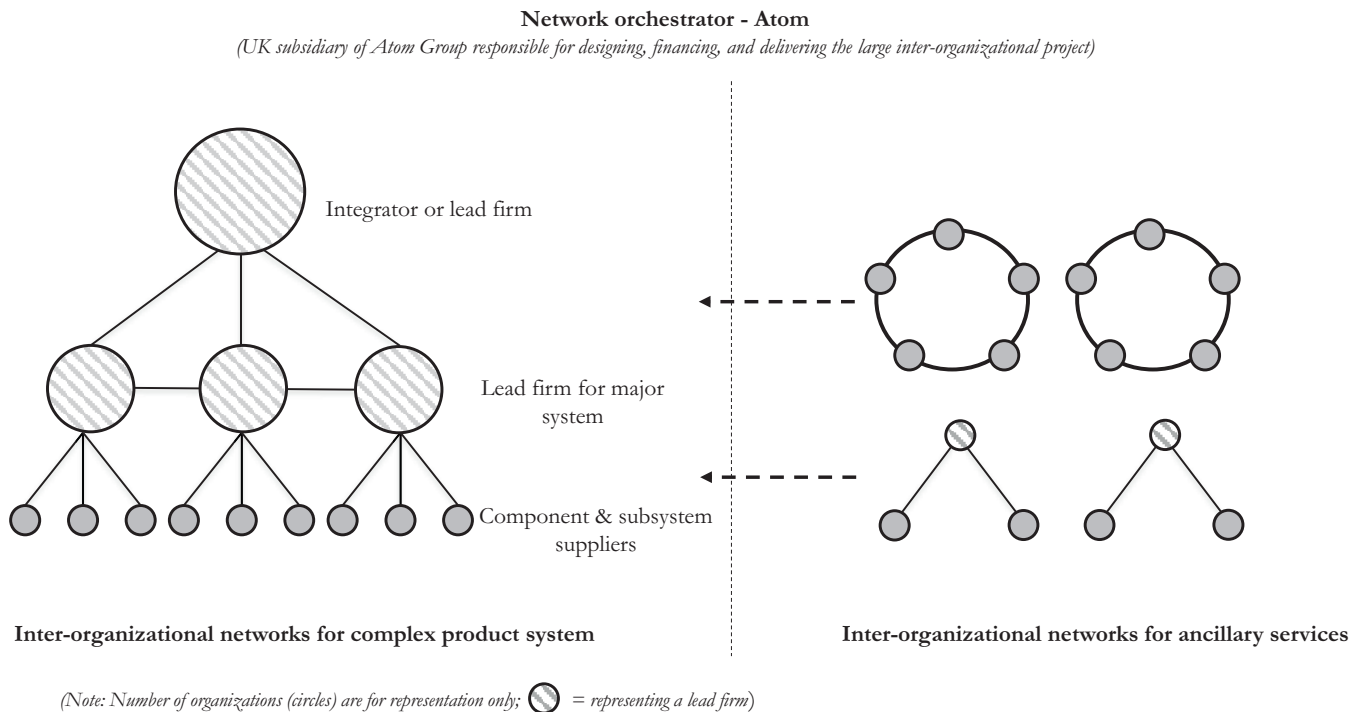 Network orchestrator - Atom
(UK subsidiary of Atom Group responsible for designing, financing, and delivering the large inter-organizational project)
Integrator or lead firm
Lead firm for major
system
Component & subsystem
suppliers
Inter-organizational networks for complex product system
Inter-organizational networks for ancillary services
(Note: Number of organizations (circles) are for representation only; = representing a lead firm)